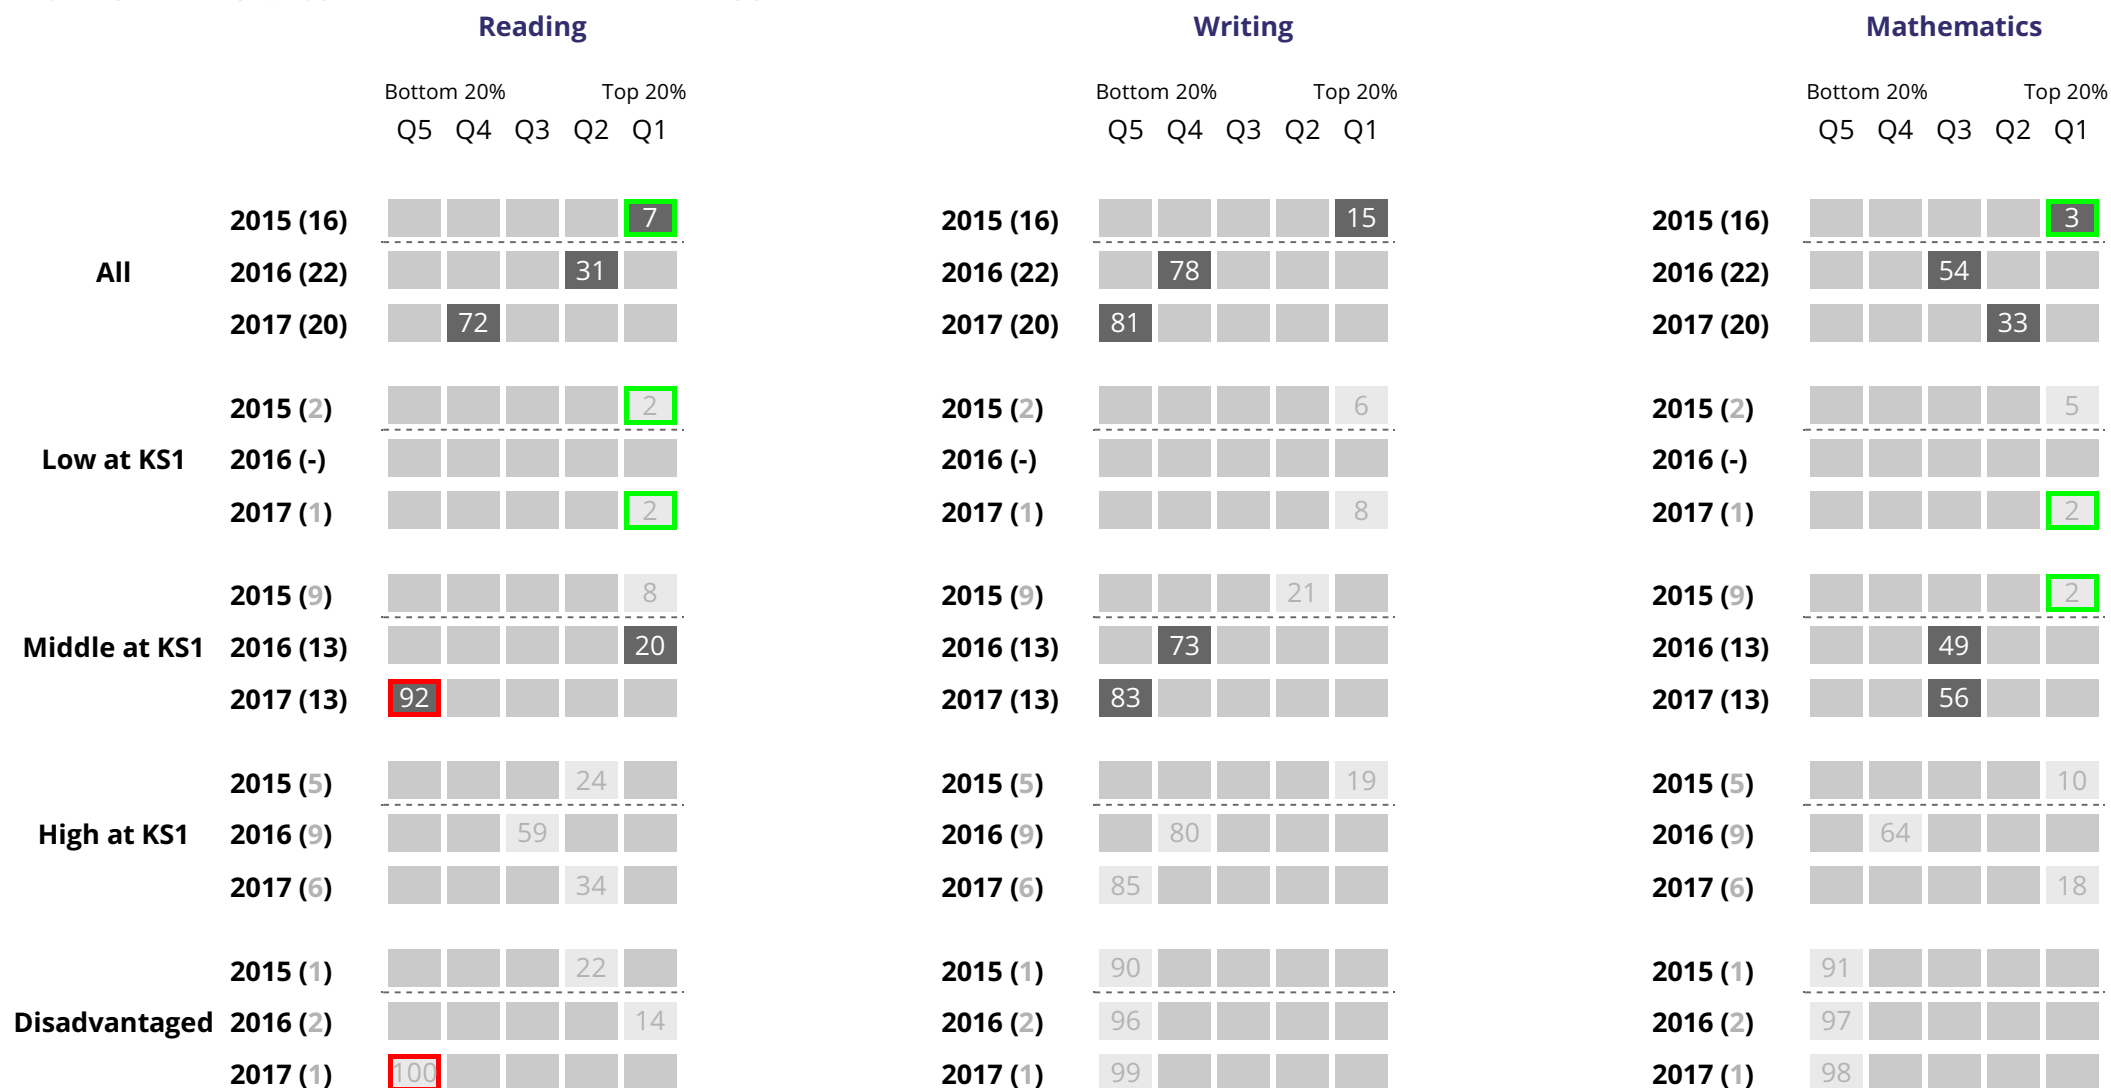 Reading Writing Mathematics
Bottom 20% Top 20% Bottom 20% Top 20% Bottom 20% Top 20%
Q5 Q4 Q3 Q2 Q1 Q5 Q4 Q3 Q2 Q1 Q5 Q4 Q3 Q2 Q1
2015 (16) 7 2015 (16) 15 2015 (16) 3
All 2016 (22) 31 2016 (22) 78 2016 (22) 54
2017 (20) 72 2017 (20) 81 2017 (20) 33
2015 (2) 2 2015 (2) 6 2015 (2) 5
Low at KS1 2016 (-) 2016 (-) 2016 (-)
2017 (1) 2 2017 (1) 8 2017 (1) 2
2015 (9) 8 2015 (9) 21 2015 (9) 2
Middle at KS1 2016 (13) 20 2016 (13) 73 2016 (13) 49
2017 (13) 92 2017 (13) 83 2017 (13) 56
2015 (5) 24 2015 (5) 19 2015 (5) 10
High at KS1 2016 (9) 59 2016 (9) 80 2016 (9) 64
2017 (6) 34 2017 (6) 85 2017 (6) 18
2015 (1) 22 2015 (1) 90 2015 (1) 91
Disadvantaged 2016 (2) 14 2016 (2) 96 2016 (2) 97
2017 (1) 100 2017 (1) 99 2017 (1) 98